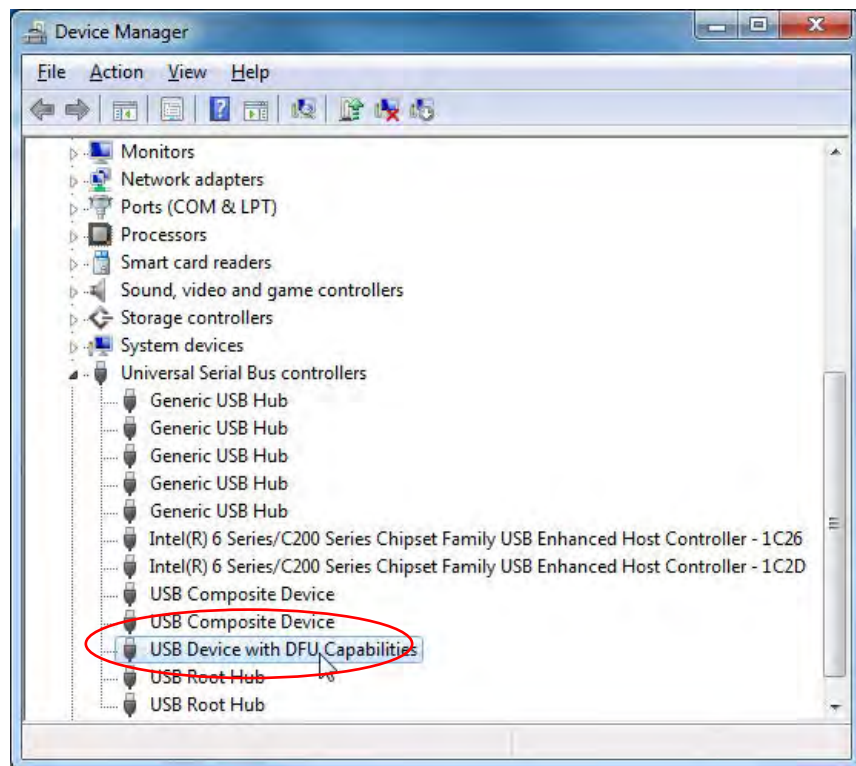 Device Manager
File Action View Help
Monitors
Network adapters
Ports (COM & LPT)
Processors
Smart card readers
Sound, video and game controllers
Storage controllers
System devices
Universal Serial Bus controllers
Generic USB Hub
Generic USB Hub
Generic USB Hub
Generic USB Hub
Generic USB Hub
Intel(R) 6 Series/C200 Series Chipset Family USB Enhanced Host Controller - 1C26
Intel(R) 6 Series/C200 Series Chipset Family USB Enhanced Host Controller - 1C2D
USB Composite Device
USB Composite Device
USB Device with DFU Capabilities
USB Root Hub
USB Root Hub